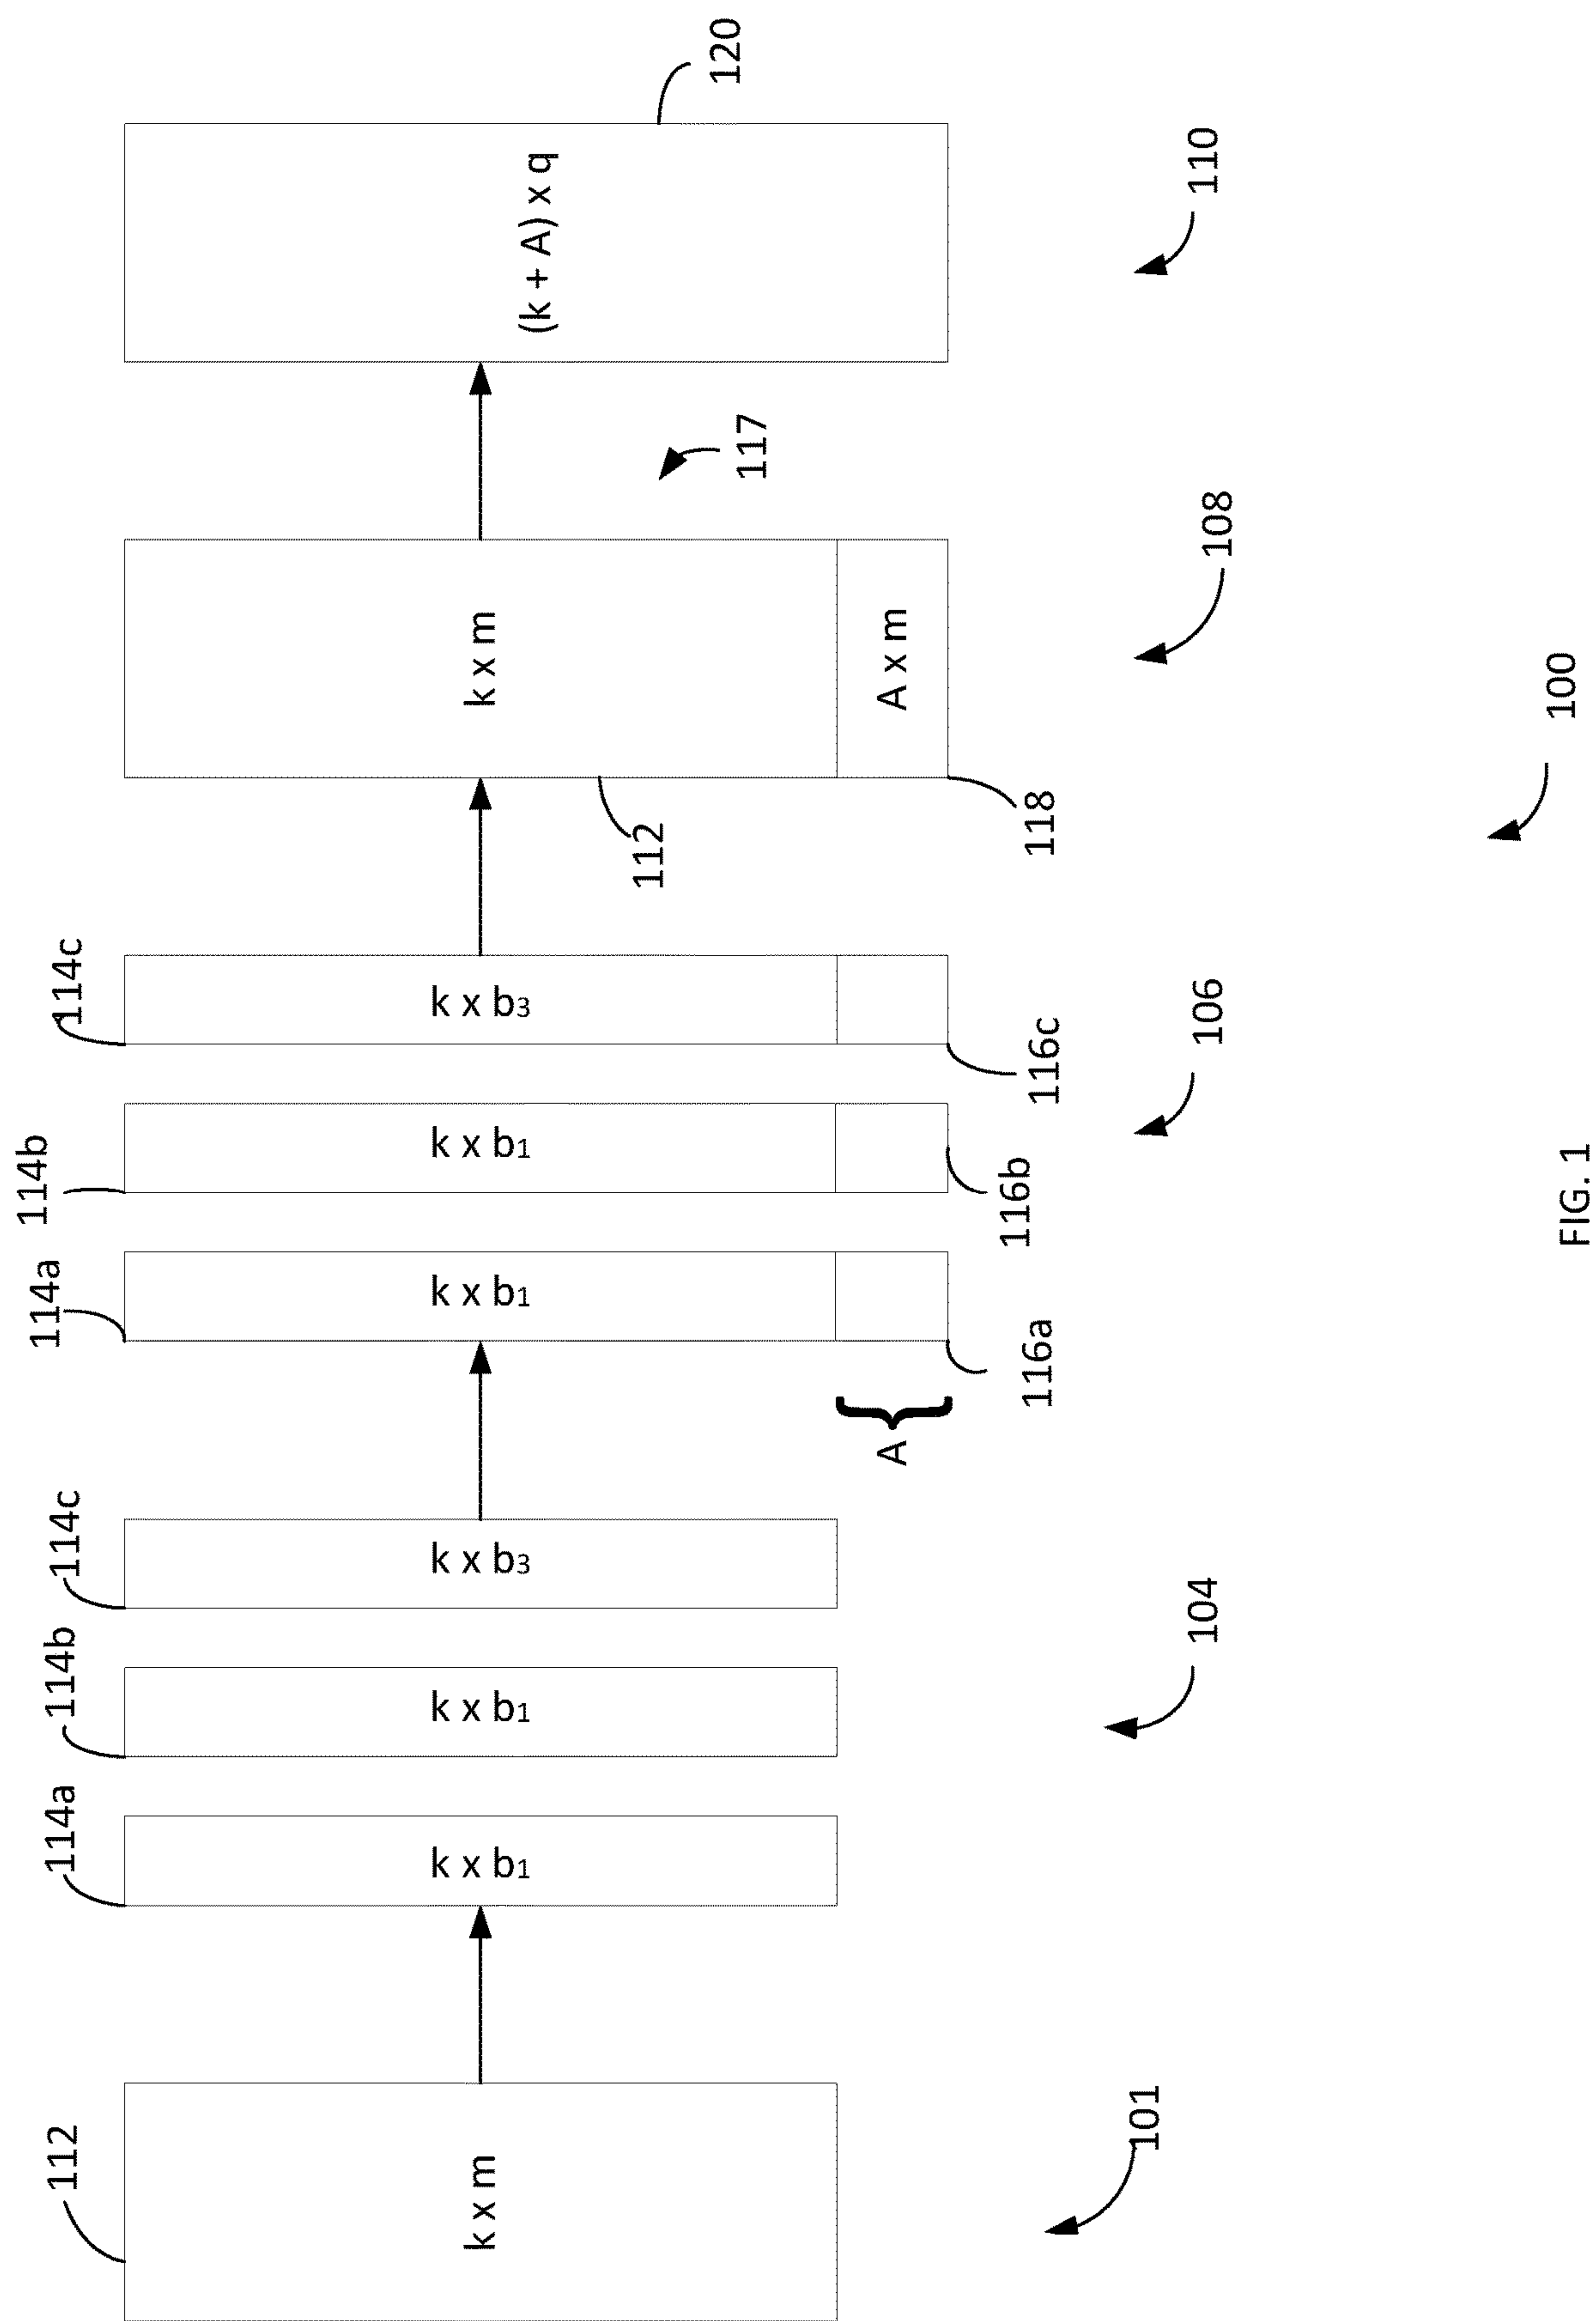 112
k x m
101
114a
k x b1
114b
k x b1
114c
k x b3
104
114a
k x b1
114b
k x b1
114c
k x b3
A
116a
116b
116c
106
k x m
112
A x m
118
108
117
(k + A) x q
120
110
100
FIG. 1